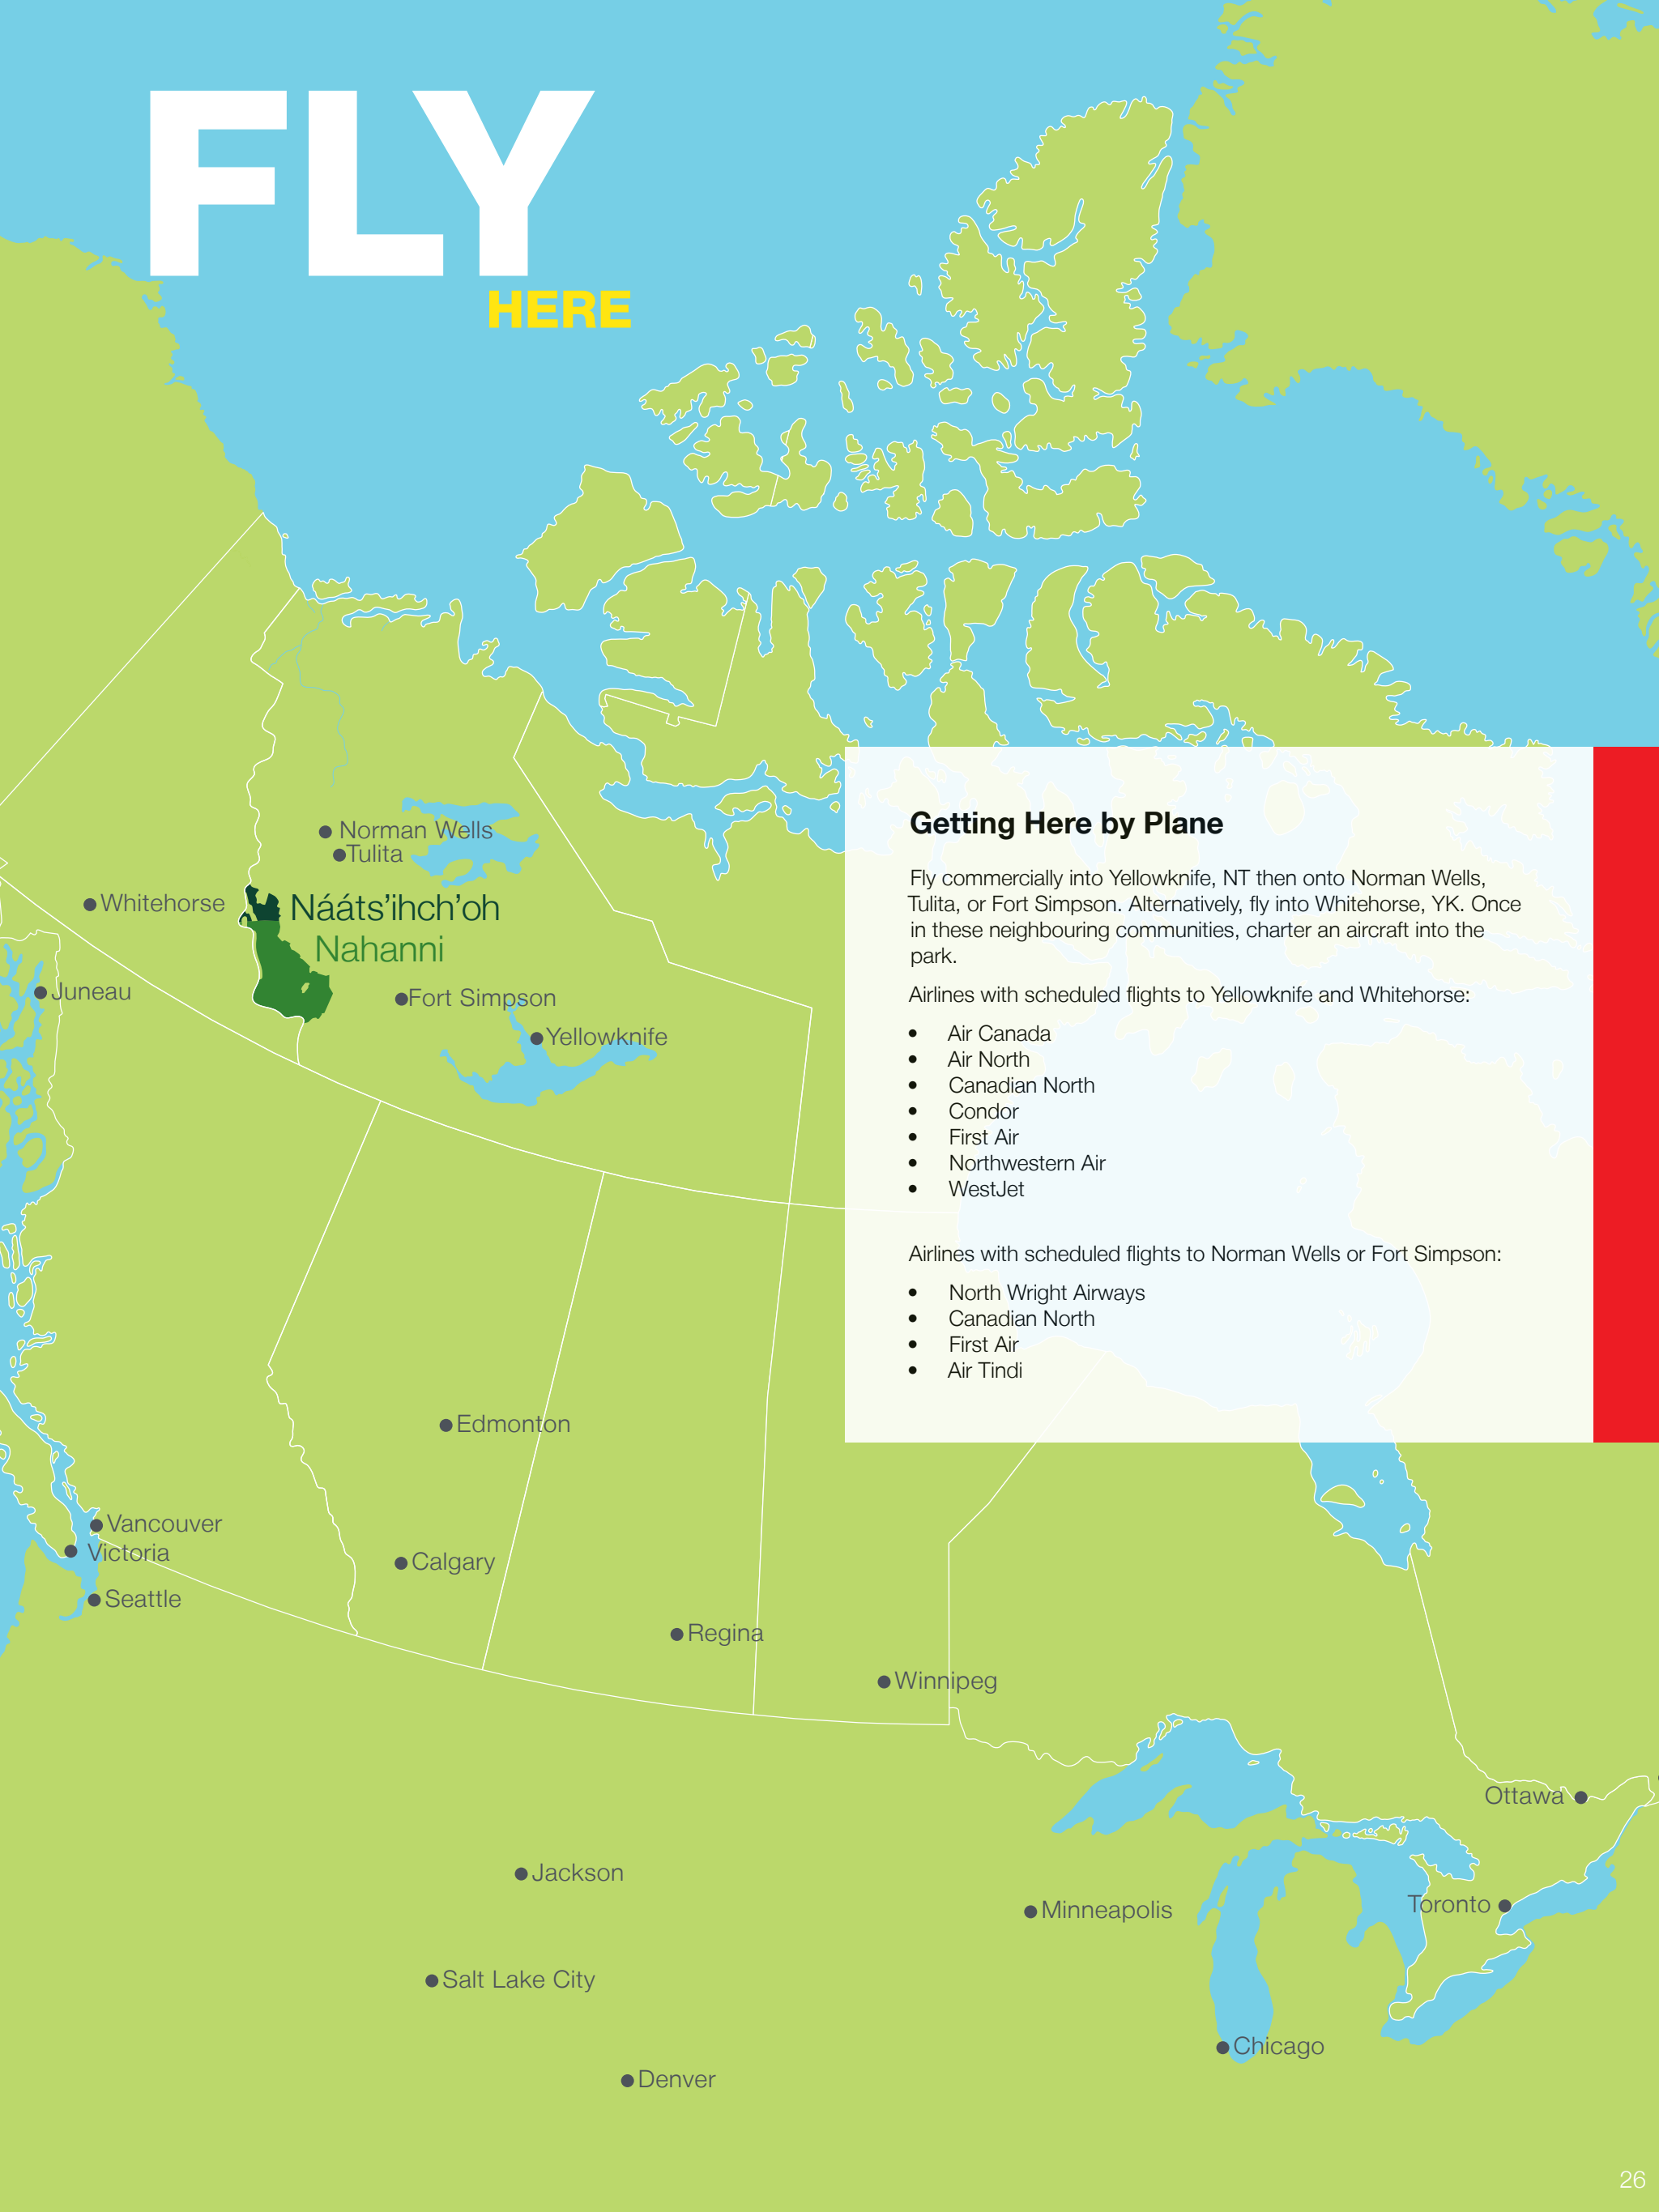 FLY
HERE
Norman Wells
Tulita
Whitehorse
Nááts’ihch’oh
Nahanni
Juneau
Fort Simpson
Yellowknife
Getting Here by Plane
Fly commercially into Yellowknife, NT then onto Norman Wells,
Tulita, or Fort Simpson. Alternatively, fly into Whitehorse, YK. Once
in these neighbouring communities, charter an aircraft into the
park.
Airlines with scheduled flights to Yellowknife and Whitehorse:
• Air Canada
• Air North
• Canadian North
• Condor
• First Air
• Northwestern Air
• WestJet
Airlines with scheduled flights to Norman Wells or Fort Simpson:
• North Wright Airways
• Canadian North
• First Air
• Air Tindi
Edmonton
Vancouver
Victoria
Calgary
Seattle
Regina
Winnipeg
Ottawa
Jackson
Minneapolis
Toronto
Salt Lake City
Chicago
Denver
26